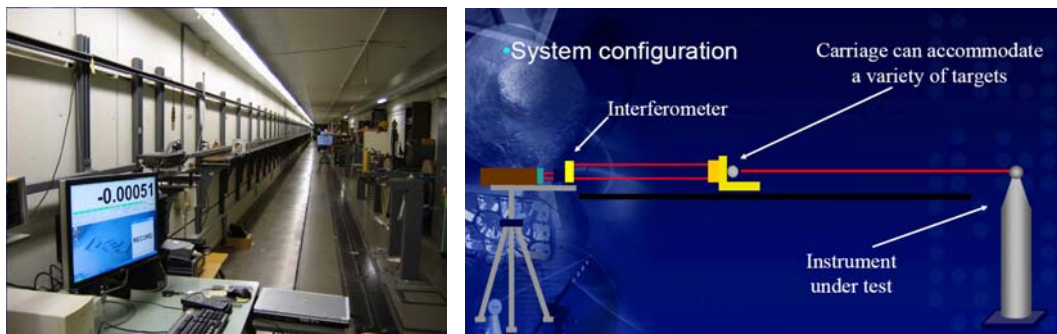 -0.00051
RECORD
•System configuration
Carriage can accommodate
a variety of targets
Interferometer
Instrument
under test